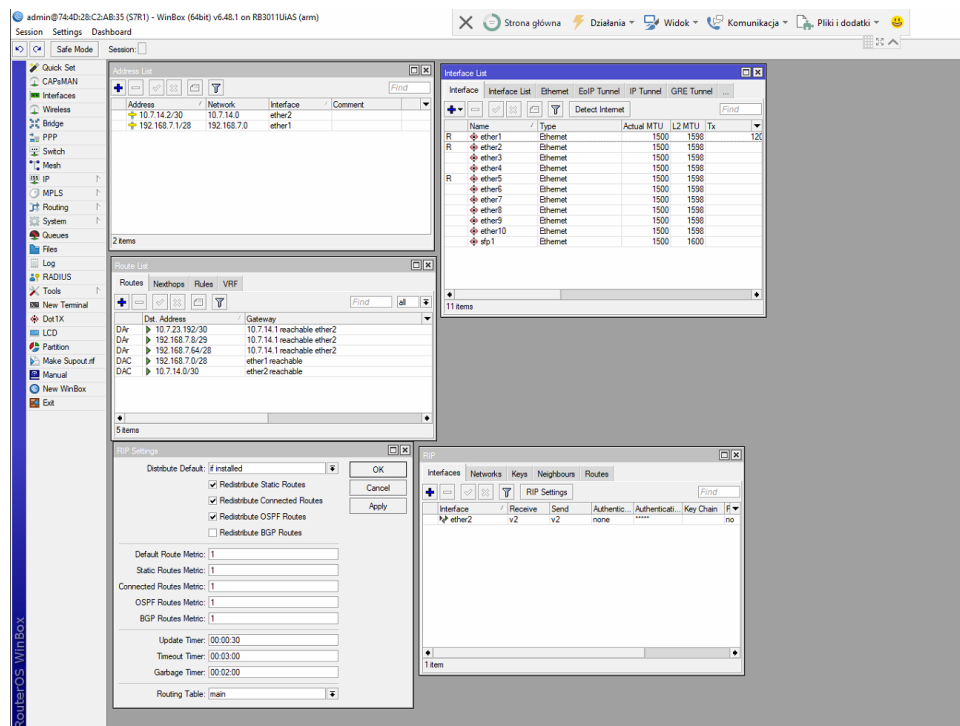 admin@74:4D:28:C2:AB:35 (S7R1) - WinBox (64bit) v6.48.1 on RB3011UiAS (arm)
Strona główna Działania Widok Komunikacja Pliki i dodatki
Session Settings Dashboard
Safe Mode Session:
Quick Set
CAPsMAN
Interfaces
Wireless
Bridge
PPP
Switch
Mesh
IP
MPLS
Routing
System
Queues
Files
Log
RADIUS
Tools
New Terminal
Dot1X
LCD
Partition
Make Supout.rif
Manual
New WinBox
Exit
RouterOS WinBox
Address List
Find
Address Network Interface Comment
10.7.14.2/30 10.7.14.0 ether2
192.168.7.1/28 192.168.7.0 ether1
2 items
Interface List
Interface Interface List Ethernet EoIP Tunnel IP Tunnel GRE Tunnel ...
Detect Internet Find
Name Type Actual MTU L2 MTU Tx
R ether1 Ethernet 1500 1598 120
R ether2 Ethernet 1500 1598
ether3 Ethernet 1500 1598
ether4 Ethernet 1500 1598
R ether5 Ethernet 1500 1598
ether6 Ethernet 1500 1598
ether7 Ethernet 1500 1598
ether8 Ethernet 1500 1598
ether9 Ethernet 1500 1598
ether10 Ethernet 1500 1598
sfp1 Ethernet 1500 1600
11 items
Route List
Routes Nexthops Rules VRF
Find all
Dst. Address Gateway
DAr 10.7.23.192/30 10.7.14.1 reachable ether2
DAr 192.168.7.8/29 10.7.14.1 reachable ether2
DAr 192.168.7.64/28 10.7.14.1 reachable ether2
DAC 192.168.7.0/28 ether1 reachable
DAC 10.7.14.0/30 ether2 reachable
5 items
RIP Settings
Distribute Default: if installed
Redistribute Static Routes
Redistribute Connected Routes
Redistribute OSPF Routes
Redistribute BGP Routes
Default Route Metric: 1
Static Routes Metric: 1
Connected Routes Metric: 1
OSPF Routes Metric: 1
BGP Routes Metric: 1
Update Timer: 00:00:30
Timeout Timer: 00:03:00
Garbage Timer: 00:02:00
Routing Table: main
OK
Cancel
Apply
RIP
Interfaces Networks Keys Neighbours Routes
RIP Settings Find
Interface Receive Send Authentic... Authenticati... Key Chain
ether2 v2 v2 none ***** no
1 item